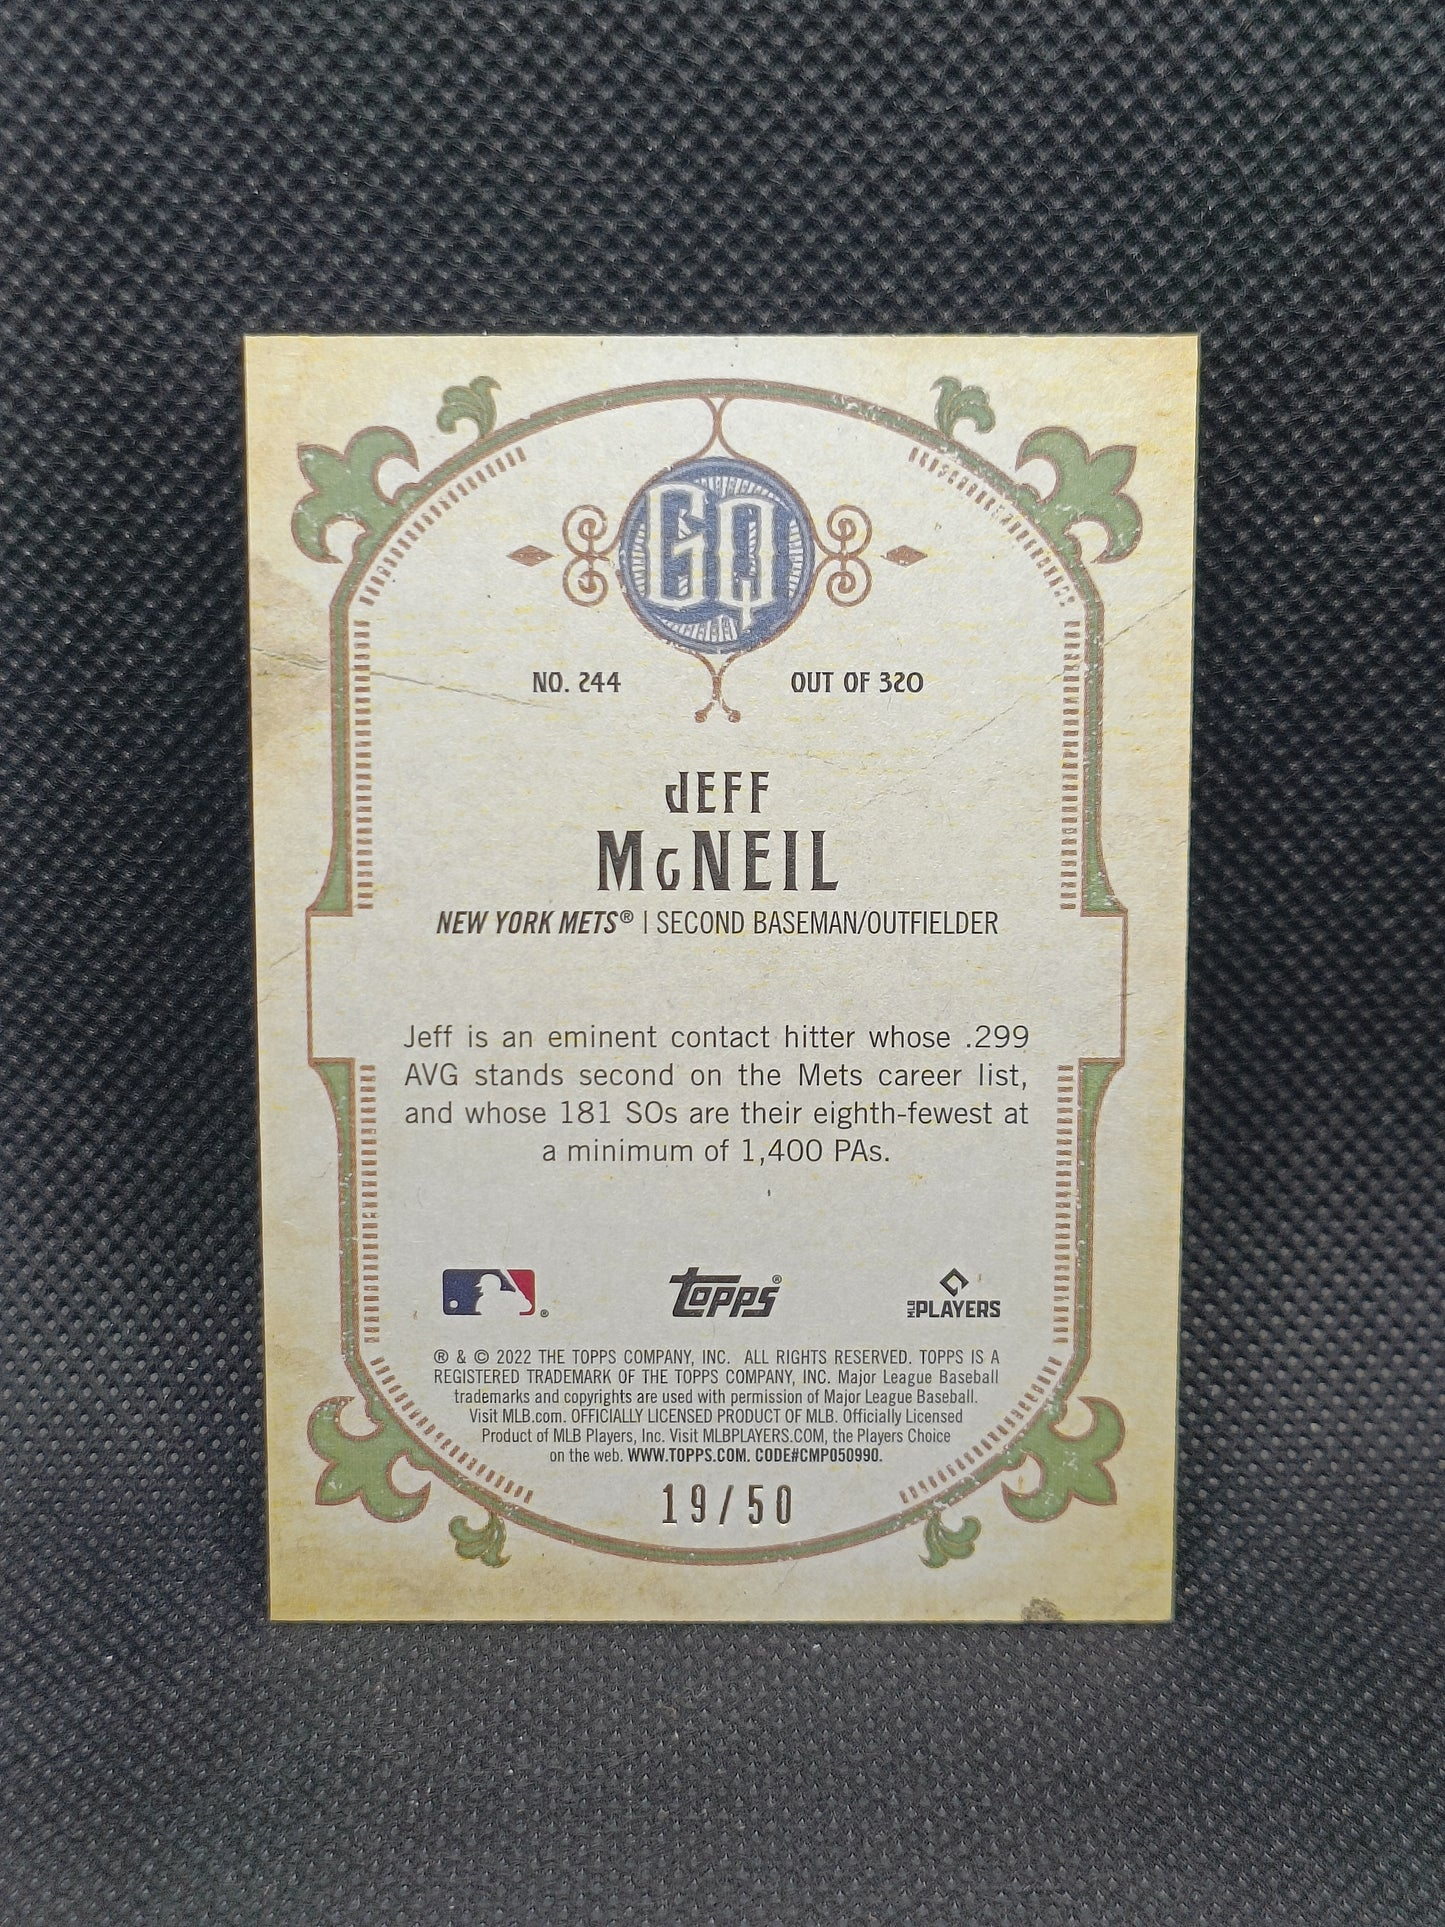 GQ
NO. 244 OUT OF 320
JEFF
McNEIL
NEW YORK METS® | SECOND BASEMAN/OUTFIELDER
Jeff is an eminent contact hitter whose .299
AVG stands second on the Mets career list,
and whose 181 SOs are their eighth-fewest at
a minimum of 1,400 PAs.
® Topps® MLB PLAYERS
® & © 2022 THE TOPPS COMPANY, INC. ALL RIGHTS RESERVED. TOPPS IS A
REGISTERED TRADEMARK OF THE TOPPS COMPANY, INC. Major League Baseball
trademarks and copyrights are used with permission of Major League Baseball.
Visit MLB.com. OFFICIALLY LICENSED PRODUCT OF MLB. Officially Licensed
Product of MLB Players, Inc. Visit MLBPLAYERS.COM, the Players Choice
on the web. WWW.TOPPS.COM. CODE#CMP050990.
19/50